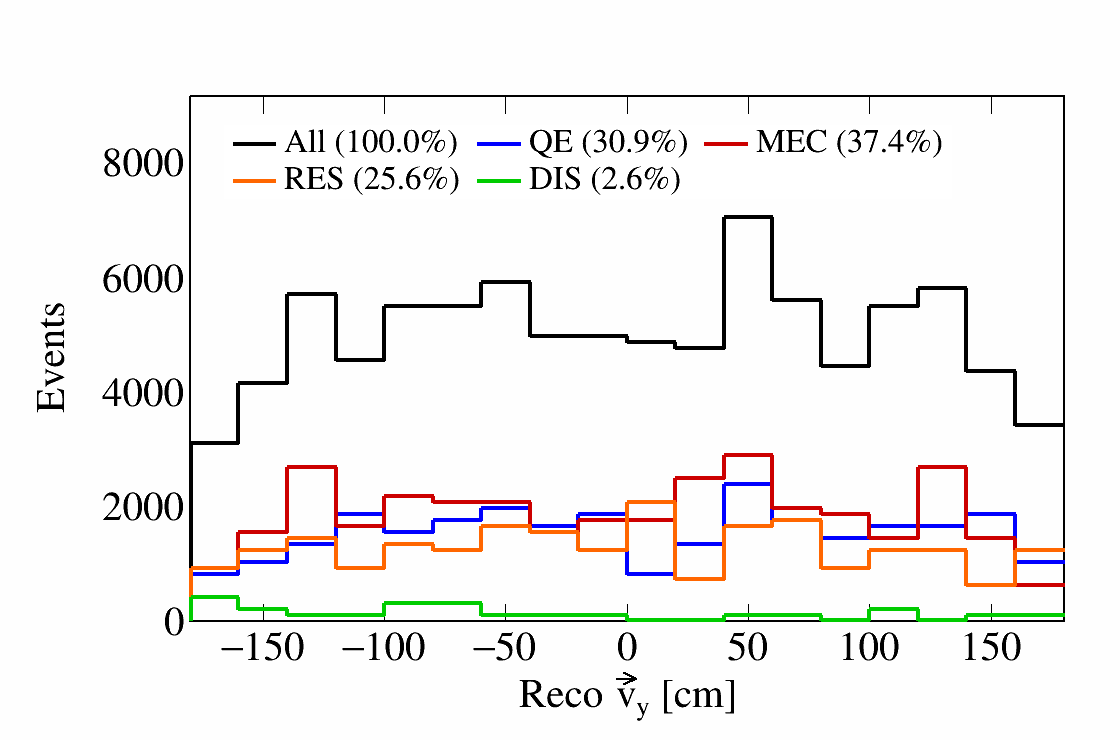 All (100.0%) QE (30.9%) MEC (37.4%)
RES (25.6%) DIS (2.6%)
8000
6000
4000
2000
0
Events
−150 −100 −50 0 50 100 150
Reco v⃗y [cm]